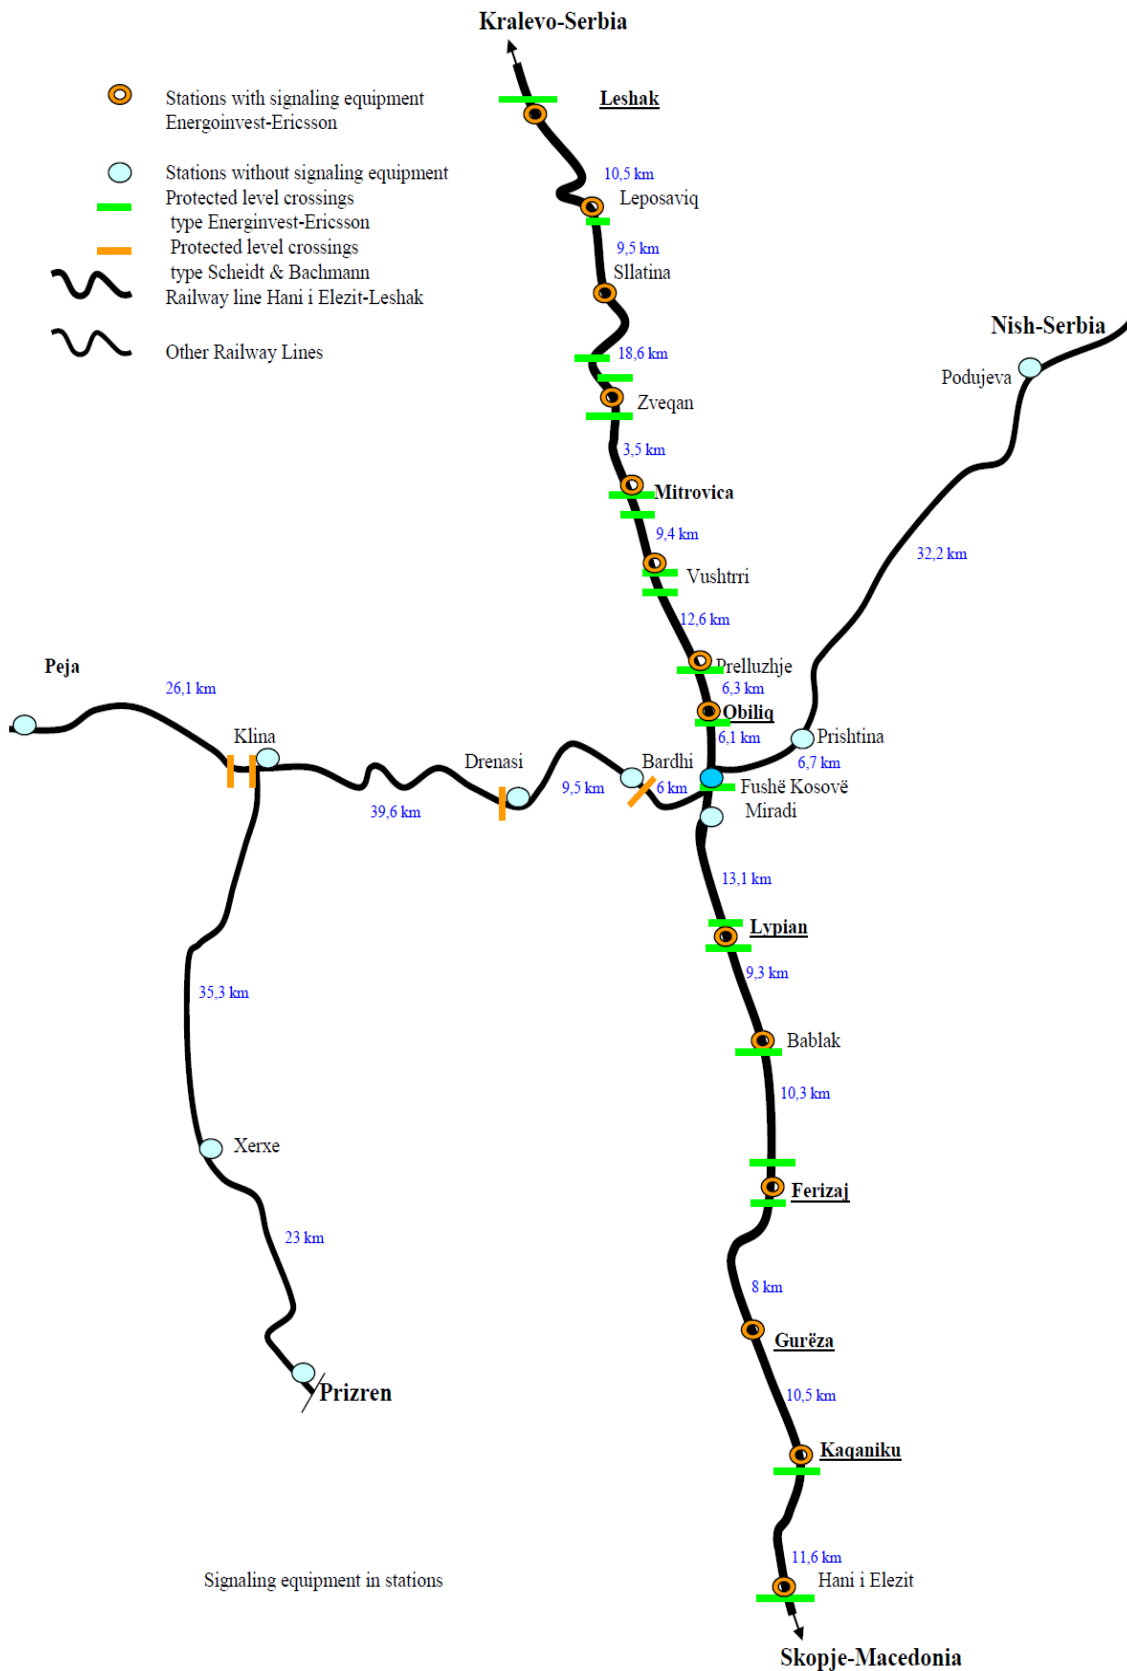 Kralevo-Serbia
Stations with signaling equipment
Energoinvest-Ericsson
Leshak
Stations without signaling equipment
Protected level crossings
type Energinvest-Ericsson
Protected level crossings
type Scheidt & Bachmann
Railway line Hani i Elezit-Leshak
Other Railway Lines
10,5 km
Leposaviq
9,5 km
Sllatina
Nish-Serbia
18,6 km
Podujeva
Zveqan
3,5 km
Mitrovica
9,4 km
32,2 km
Vushtrri
12,6 km
Peja
Prelluzhje
26,1 km
6,3 km
Obiliq
Klina
6,1 km
Prishtina
Drenasi
Bardhi
6,7 km
9,5 km
6 km
Fushë Kosovë
39,6 km
Miradi
13,1 km
Lypian
9,3 km
35,3 km
Bablak
10,3 km
Xerxe
Ferizaj
23 km
8 km
Gurëza
Prizren
10,5 km
Kaqaniku
11,6 km
Signaling equipment in stations
Hani i Elezit
Skopje-Macedonia